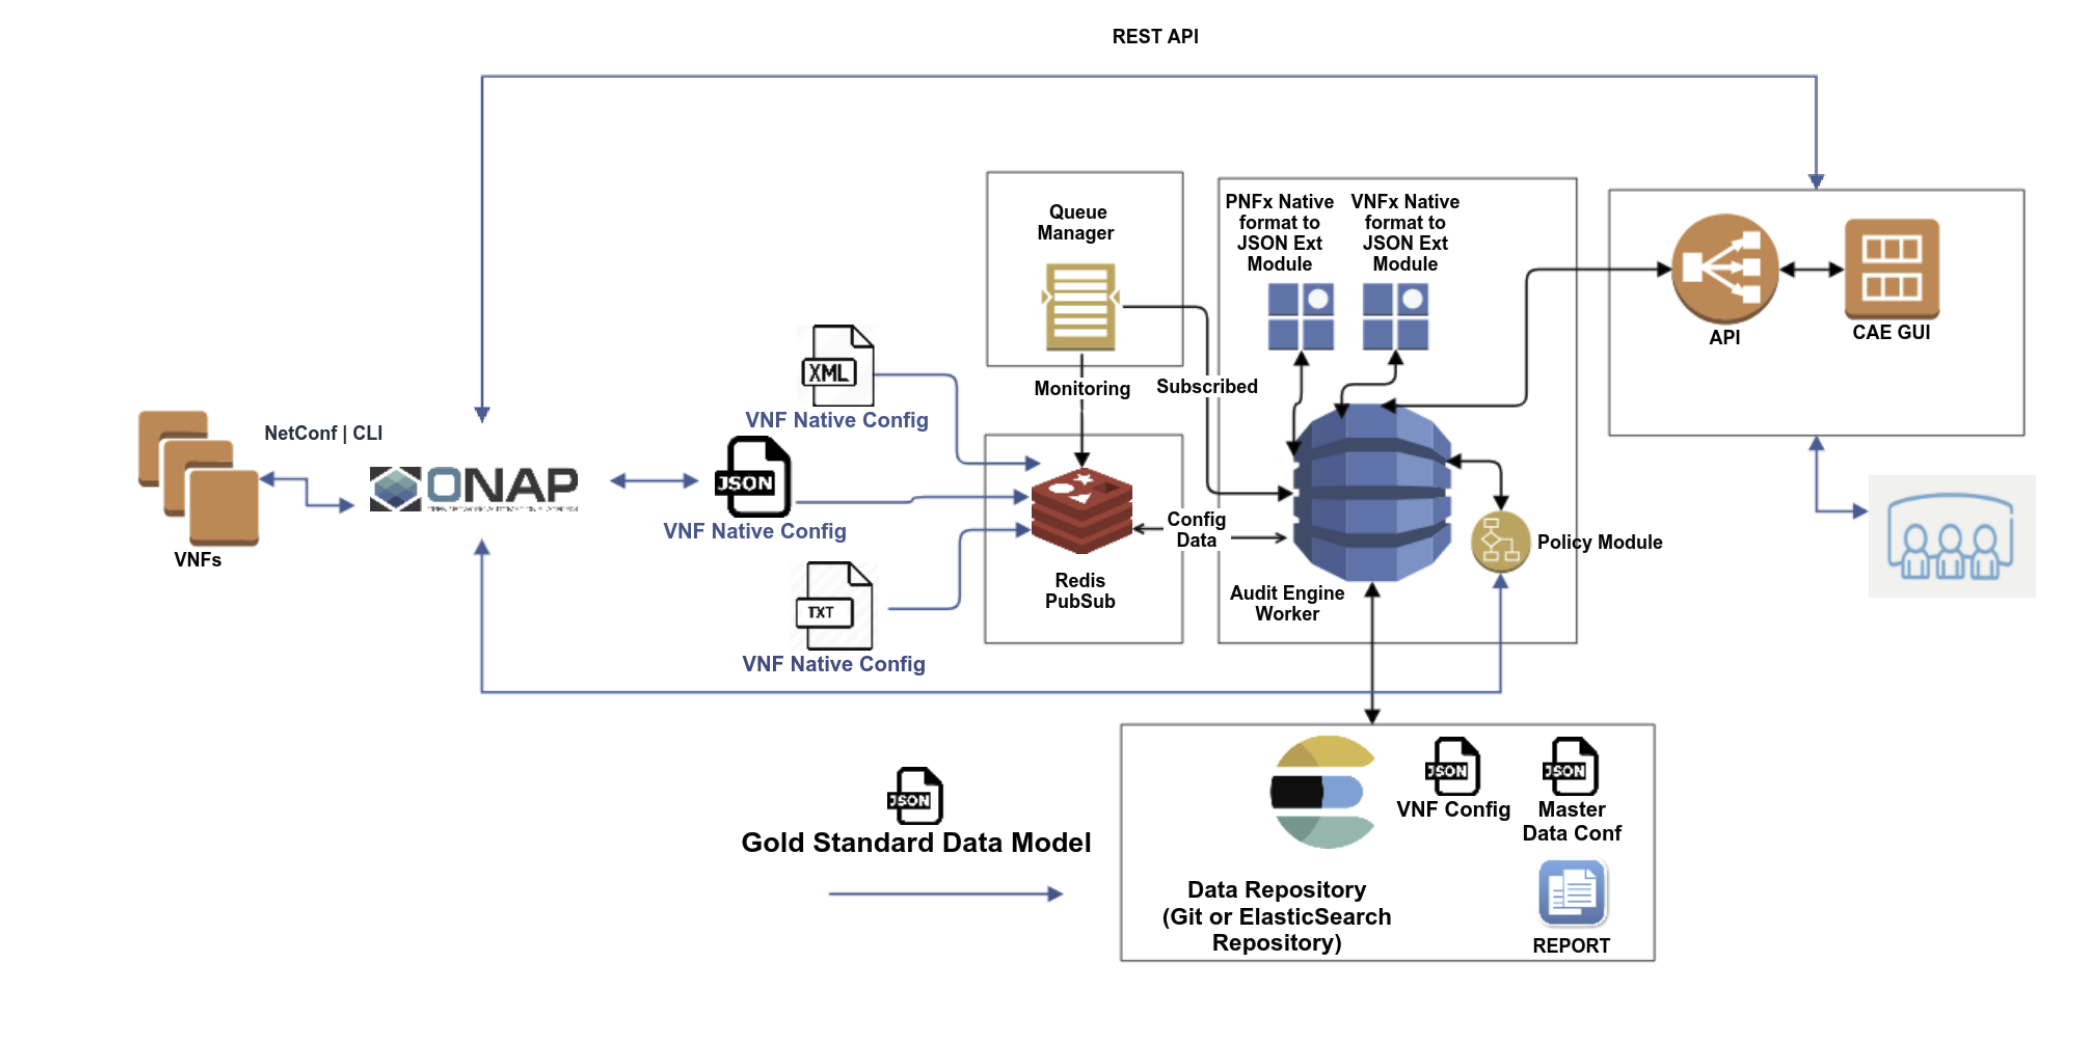 REST API
Queue
Manager
PNFx Native
format to
JSON Ext
Module
VNFx Native
format to
JSON Ext
Module
API
CAE GUI
Monitoring
Subscribed
XML
VNF Native Config
NetConf | CLI
ONAP
JSON
VNF Native Config
VNFs
Config
Data
Redis
PubSub
Policy Module
Audit Engine
Worker
TXT
VNF Native Config
JSON
Gold Standard Data Model
JSON
VNF Config
JSON
Master
Data Conf
Data Repository
(Git or ElasticSearch
Repository)
REPORT